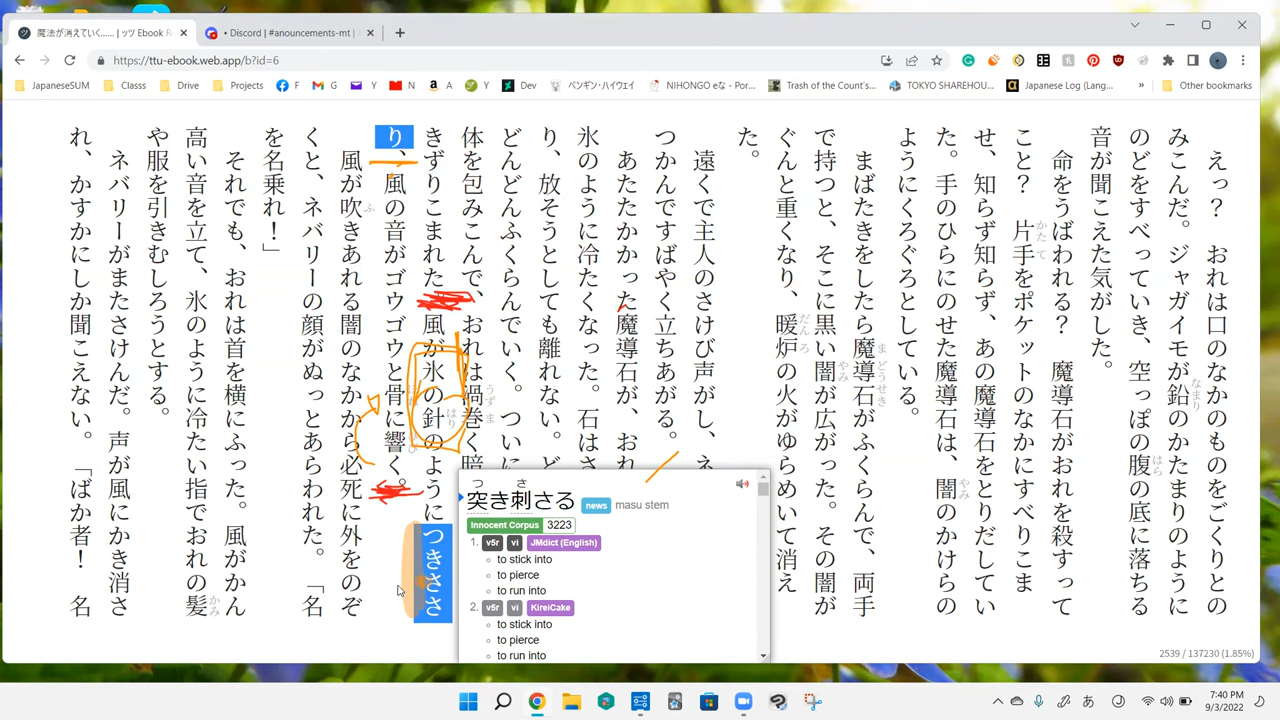 魔法が消えていく…… | ッツ Ebook R
• Discord | #anouncements-mt |
https://ttu-ebook.web.app/b?id=6
JapaneseSUM
Classs
Drive
Projects
F
G
Y
N
A
Y
Dev
ペンギン・ハイウェイ
NIHONGO eな - Por...
Trash of the Count's...
TOKYO SHAREHOU...
Japanese Log (Lang...
»
Other bookmarks
えっ？　おれは口のなかのものをごくりとの
みこんだ。ジャガイモが鉛のかたまりのように
のどをすべっていき、空っぽの腹の底に落ちる
音が聞こえた気がした。
命をうばわれる？　魔導石がおれを殺すって
こと？　片手をポケットのなかにすべりこま
せ、知らず知らず、あの魔導石をとりだしてい
た。手のひらにのせた魔導石は、闇のかけらの
ようにくろぐろとしている。
まばたきをしたら魔導石がふくらんで、両手
で持つと、そこに黒い闇が広がった。その闇が
ぐんと重くなり、暖炉の火がゆらめいて消え
た。
遠くで主人のさけび声がし、ネ
つかんですばやく立ちあがる。
あたたかかった魔導石が、おれ
氷のように冷たくなった。石はさ
り、放そうとしても離れない。ど
どんどんふくらんでいく。ついに
体を包みこんで、おれは渦巻く暗
きずりこまれた　風が氷の針のようにつきささ
り、風の音がゴウゴウと骨に響く。
風が吹きあれる闇のなかから必死に外をのぞ
くと、ネバリーの顔がぬっとあらわれた。「名
を名乗れ！」
それでも、おれは首を横にふった。風がかん
高い音を立て、氷のように冷たい指でおれの髪
や服を引きむしろうとする。
ネバリーがまたさけんだ。声が風にかき消さ
れ、かすかにしか聞こえない。「ばか者！　名
突き刺さる
つ さ
news
masu stem
Innocent Corpus 3223
1. v5r vi JMdict (English)
to stick into
to pierce
to run into
2. v5r vi KireiCake
to stick into
to pierce
to run into
2539 / 137230 (1.85%)
あ
7:40 PM
9/3/2022